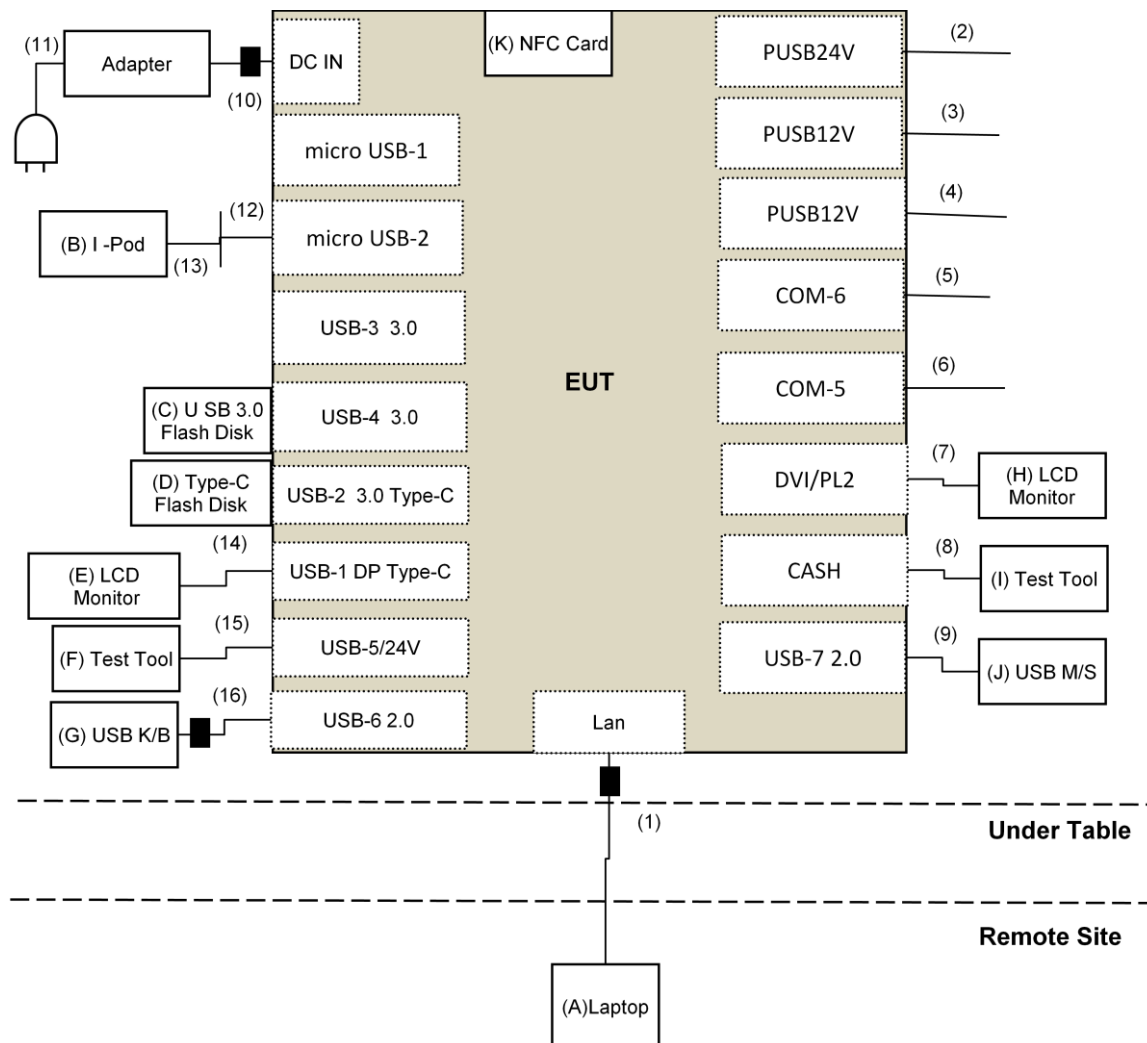 (11)
Adapter
(10)
DC IN
(K) NFC Card
PUSB24V
(2)
micro USB-1
PUSB12V
(3)
(B) I -Pod
(12)
(13)
micro USB-2
PUSB12V
(4)
USB-3 3.0
COM-6
(5)
EUT
(C) U SB 3.0
Flash Disk
USB-4 3.0
COM-5
(6)
(D) Type-C
Flash Disk
USB-2 3.0 Type-C
DVI/PL2
(7)
(H) LCD
Monitor
(14)
(E) LCD
Monitor
USB-1 DP Type-C
CASH
(8)
(I) Test Tool
(15)
(F) Test Tool
USB-5/24V
USB-7 2.0
(9)
(J) USB M/S
(16)
(G) USB K/B
USB-6 2.0
Lan
(1)
Under Table
Remote Site
(A)Laptop